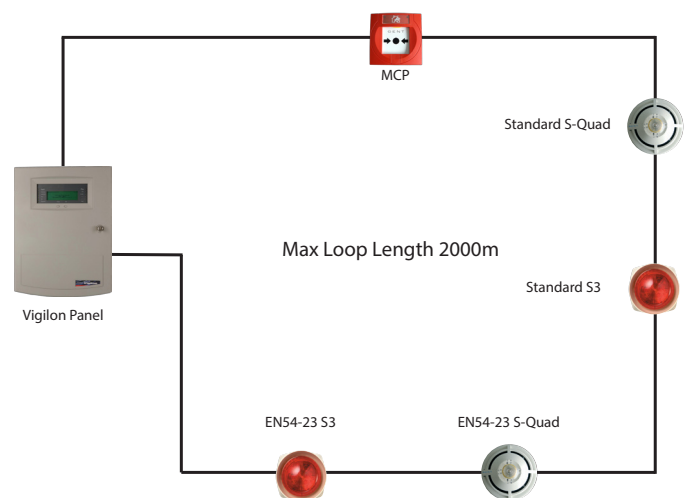 MCP
Standard S-Quad
Max Loop Length 2000m
Standard S3
Vigilon Panel
EN54-23 S3
EN54-23 S-Quad